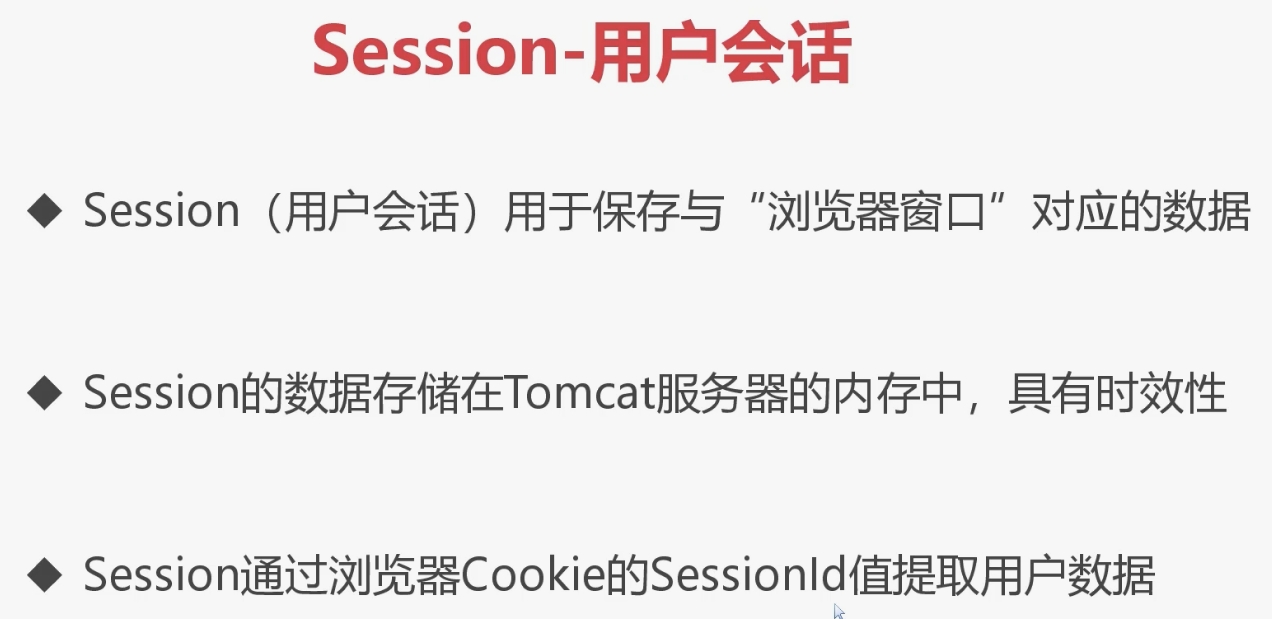 Session-用户会话
◆ Session（用户会话）用于保存与“浏览器窗口”对应的数据
◆ Session的数据存储在Tomcat服务器的内存中，具有时效性
◆ Session通过浏览器Cookie的SessionId值提取用户数据